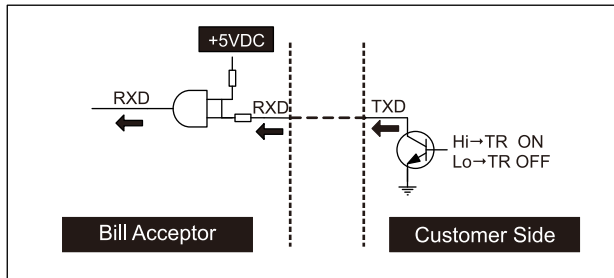 +5VDC
RXD
RXD
TXD
Hi→TR ON
Lo→TR OFF
Bill Acceptor
Customer Side